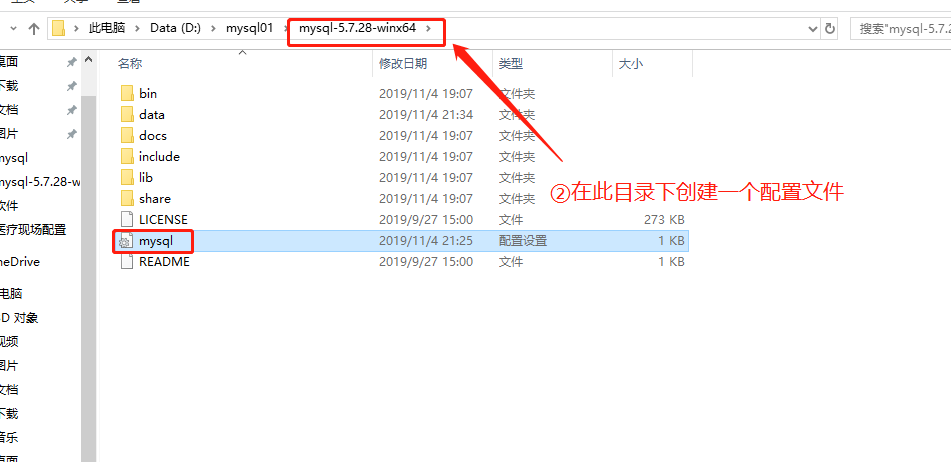 此电脑 > Data (D:) > mysql01 > mysql-5.7.28-winx64 >
搜索"mysql-5.7.2
名称 修改日期 类型 大小
bin 2019/11/4 19:07 文件夹
data 2019/11/4 21:34 文件夹
docs 2019/11/4 19:07 文件夹
include 2019/11/4 19:07 文件夹
lib 2019/11/4 19:07 文件夹
share 2019/11/4 19:07 文件夹
LICENSE 2019/9/27 15:00 文件 273 KB
mysql 2019/11/4 21:25 配置设置 1 KB
README 2019/9/27 15:00 文件 1 KB
②在此目录下创建一个配置文件
桌面
下载
文档
图片
mysql
mysql-5.7.28-w
软件
医疗现场配置
neDrive
电脑
D 对象
视频
图片
文档
下载
音乐
桌面